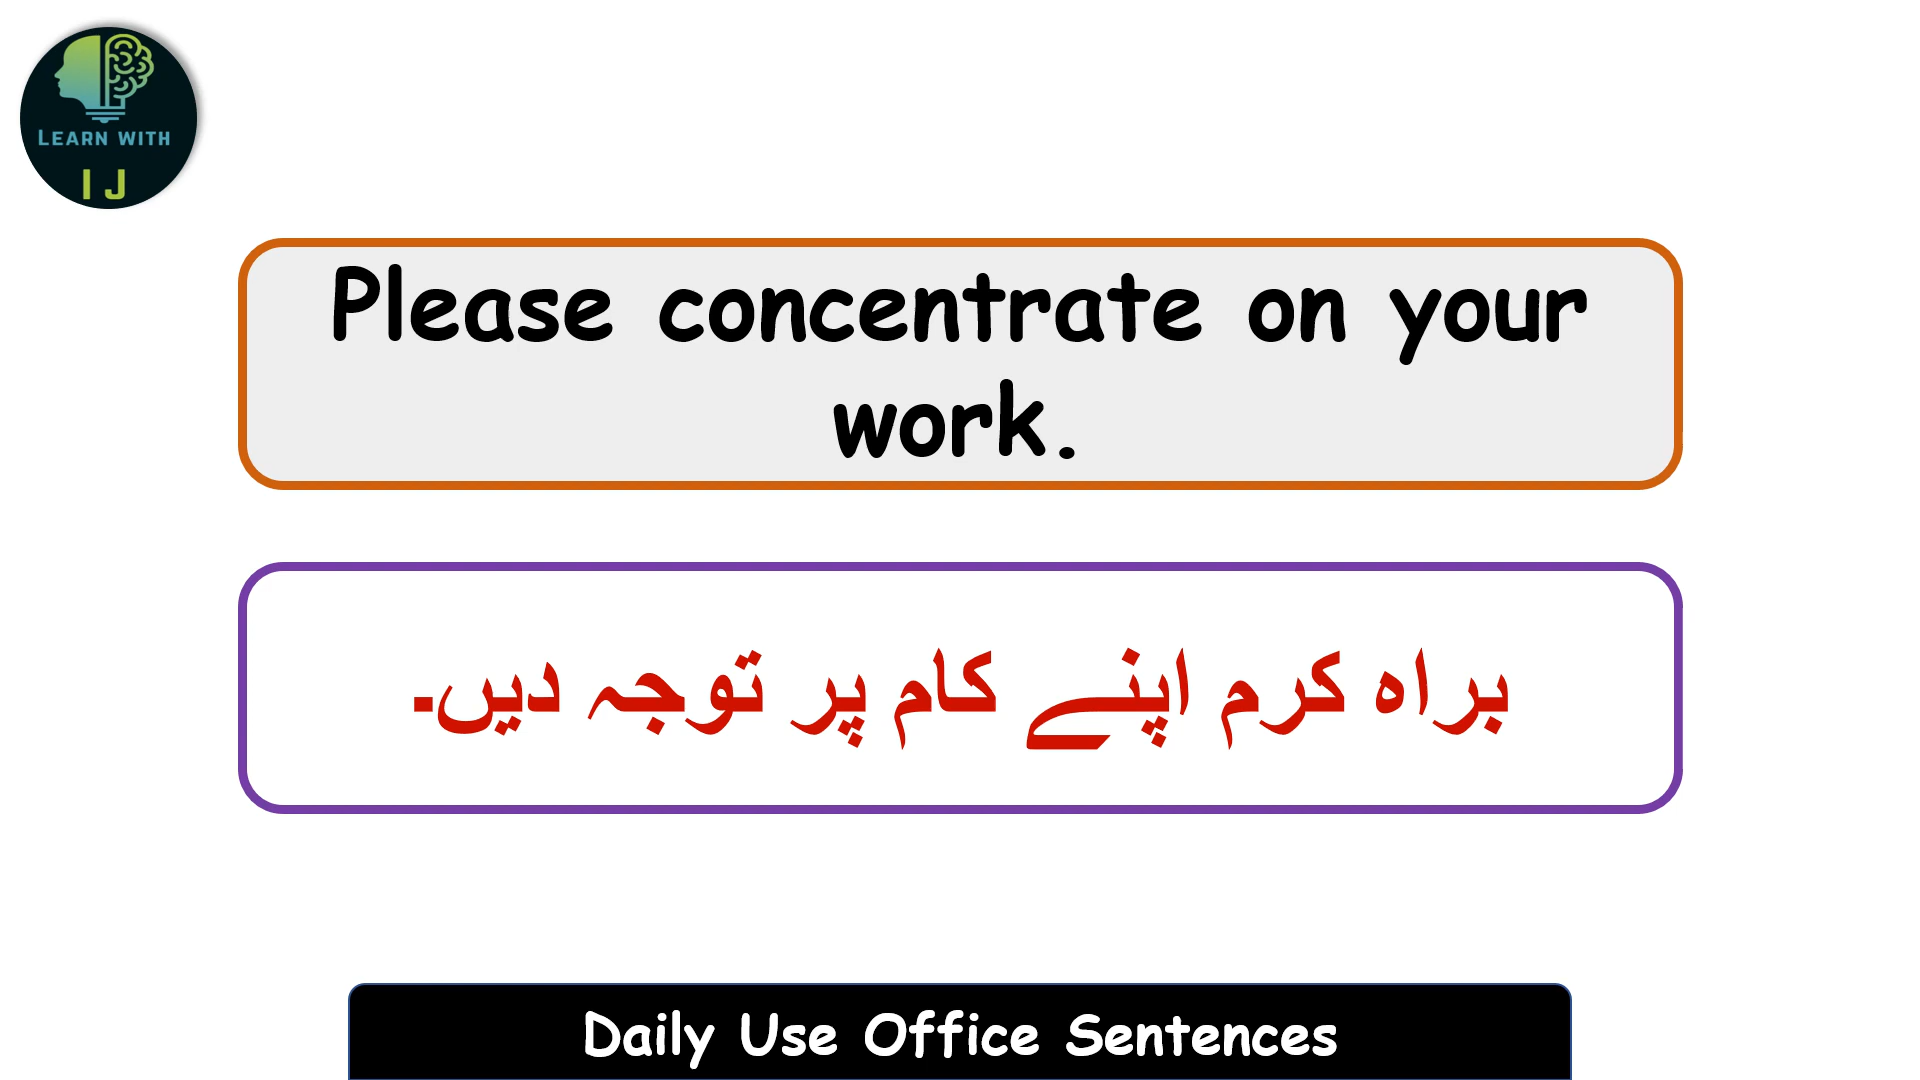 LEARN WITH
I J
Please concentrate on your
work.
براہ کرم اپنے کام پر توجہ دیں۔
Daily Use Office Sentences